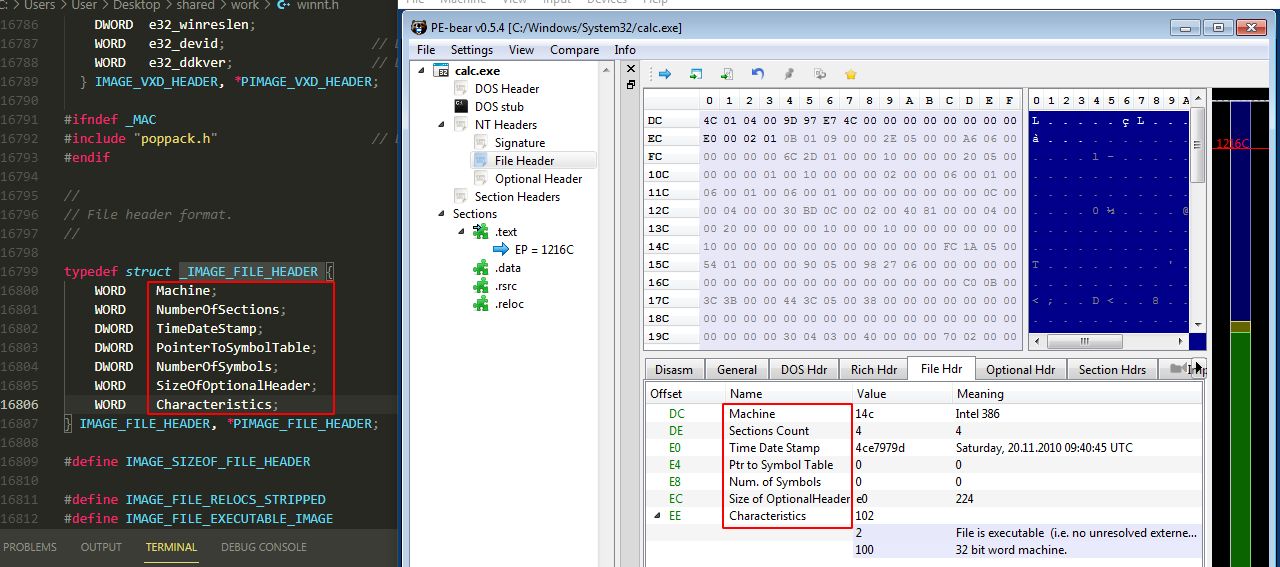 C: > Users > User > Desktop > shared > work > C++ winnt.h
16786 DWORD e32_winreslen;
16787 WORD e32_devid; //
16788 WORD e32_ddkver; //
16789 } IMAGE_VXD_HEADER, *PIMAGE_VXD_HEADER;
16790
16791 #ifndef _MAC
16792 #include "poppack.h" //
16793 #endif
16794
16795 //
16796 // File header format.
16797 //
16798
16799 typedef struct _IMAGE_FILE_HEADER {
16800 WORD Machine;
16801 WORD NumberOfSections;
16802 DWORD TimeDateStamp;
16803 DWORD PointerToSymbolTable;
16804 DWORD NumberOfSymbols;
16805 WORD SizeOfOptionalHeader;
16806 WORD Characteristics;
16807 } IMAGE_FILE_HEADER, *PIMAGE_FILE_HEADER;
16808
16809 #define IMAGE_SIZEOF_FILE_HEADER
16810
16811 #define IMAGE_FILE_RELOCS_STRIPPED
16812 #define IMAGE_FILE_EXECUTABLE_IMAGE
PROBLEMS OUTPUT TERMINAL DEBUG CONSOLE
File Machine View Input Devices Help
PE-bear v0.5.4 [C:/Windows/System32/calc.exe]
File Settings View Compare Info
calc.exe
DOS Header
DOS stub
NT Headers
Signature
File Header
Optional Header
Section Headers
Sections
.text
EP = 1216C
.data
.rsrc
.reloc
0 1 2 3 4 5 6 7 8 9 A B C D E F
DC 4C 01 04 00 9D 97 E7 4C 00 00 00 00 00 00 00 00
EC E0 00 02 01 0B 01 09 00 00 2E 05 00 00 A6 06 00
FC 00 00 00 00 6C 2D 01 00 00 10 00 00 00 20 05 00
10C 00 00 00 01 00 10 00 00 00 02 00 00 06 00 01 00
11C 06 00 01 00 06 00 01 00 00 00 00 00 00 00 0C 00
12C 00 04 00 00 30 BD 0C 00 02 00 40 81 00 00 04 00
13C 00 20 00 00 00 00 10 00 00 10 00 00 00 00 00 00
14C 10 00 00 00 00 00 00 00 00 00 00 00 FC 1A 05 00
15C 54 01 00 00 00 90 05 00 98 27 06 00 00 00 00 00
16C 00 00 00 00 00 00 00 00 00 00 00 00 00 C0 0B 00
17C 3C 3B 00 00 44 3C 05 00 38 00 00 00 00 00 00 00
18C 00 00 00 00 00 00 00 00 00 00 00 00 00 00 00 00
19C 00 00 00 00 30 04 03 00 40 00 00 00 70 02 00 00
0 1 2 3 4 5 6 7 8 9 A
L . . . . . ç L . . .
à . . . . . . . . . .
. . . . l - . . . . .
. . . . . . . . . . .
. . . . . . . . . . .
. . . . 0 ½ . . . . @
. . . . . . . . . . .
. . . . . . . . . . .
T . . . . . . . . ' .
. . . . . . . . . . .
< ; . . D < . . 8 . .
. . . . . . . . . . .
1216C
Disasm General DOS Hdr Rich Hdr File Hdr Optional Hdr Section Hdrs Imp
Offset Name Value Meaning
DC Machine 14c Intel 386
DE Sections Count 4 4
E0 Time Date Stamp 4ce7979d Saturday, 20.11.2010 09:40:45 UTC
E4 Ptr to Symbol Table 0 0
E8 Num. of Symbols 0 0
EC Size of OptionalHeader e0 224
EE Characteristics 102
2 File is executable (i.e. no unresolved externe...
100 32 bit word machine.